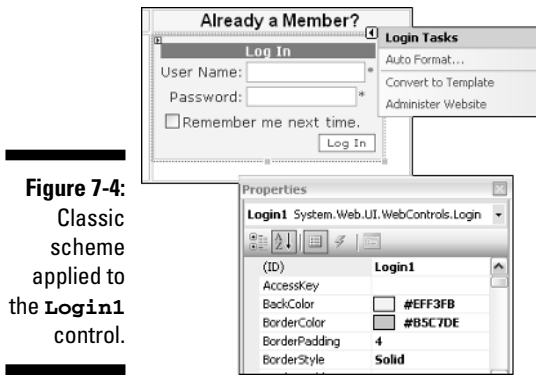 Already a Member?
Log In
User Name:
*
Password:
*
Remember me next time.
Log In
Login Tasks
Auto Format...
Convert to Template
Administer Website
Figure 7-4:
Classic
scheme
applied to
the Login1
control.
Properties
Login1 System.Web.UI.WebControls.Login
(ID) Login1
AccessKey
BackColor #EFF3FB
BorderColor #B5C7DE
BorderPadding 4
BorderStyle Solid